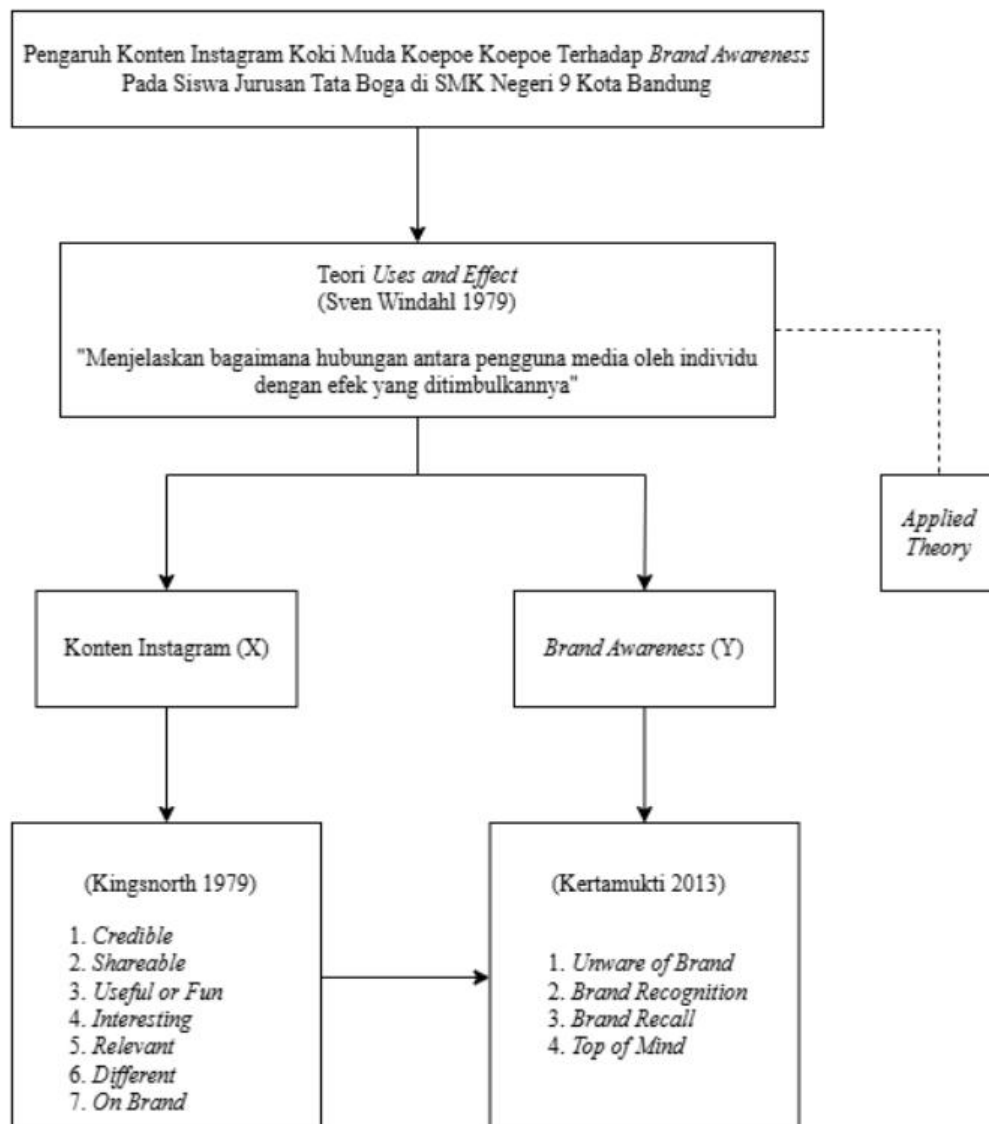 Pengaruh Konten Instagram Koki Muda Koepoe Koepoe Terhadap Brand Awareness
Pada Siswa Jurusan Tata Boga di SMK Negeri 9 Kota Bandung
Teori Uses and Effect
(Sven Windahl 1979)
"Menjelaskan bagaimana hubungan antara pengguna media oleh individu
dengan efek yang ditimbulkannya"
Applied
Theory
Konten Instagram (X)
Brand Awareness (Y)
(Kingsnorth 1979)
1. Credible
2. Shareable
3. Useful or Fun
4. Interesting
5. Relevant
6. Different
7. On Brand
(Kertamukti 2013)
1. Unware of Brand
2. Brand Recognition
3. Brand Recall
4. Top of Mind